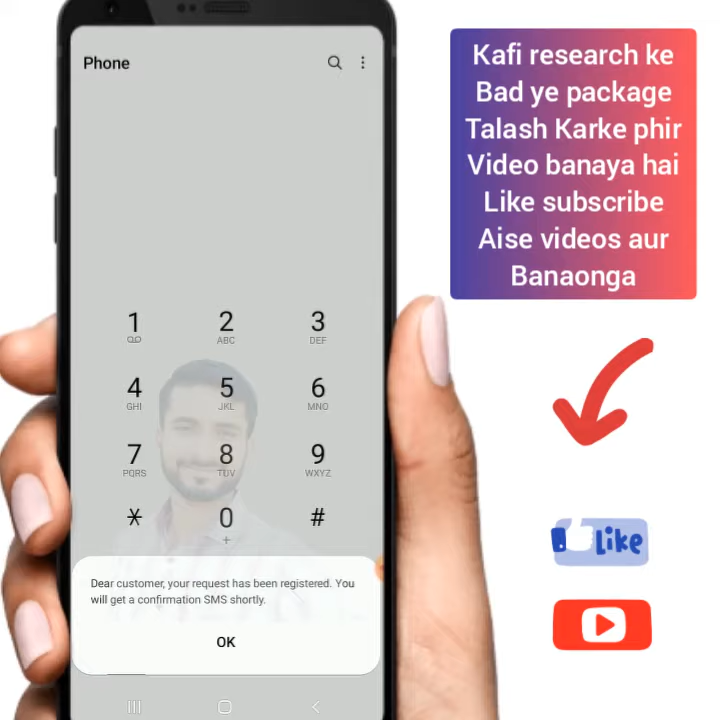 Phone
Kafi research ke
Bad ye package
Talash Karke phir
Video banaya hai
Like subscribe
Aise videos aur
Banaonga
1
2
ABC
3
DEF
4
GHI
5
JKL
6
MNO
7
PQRS
8
TUV
9
WXYZ
*
0
+
#
Dear customer, your request has been registered. You
will get a confirmation SMS shortly.
OK
Like